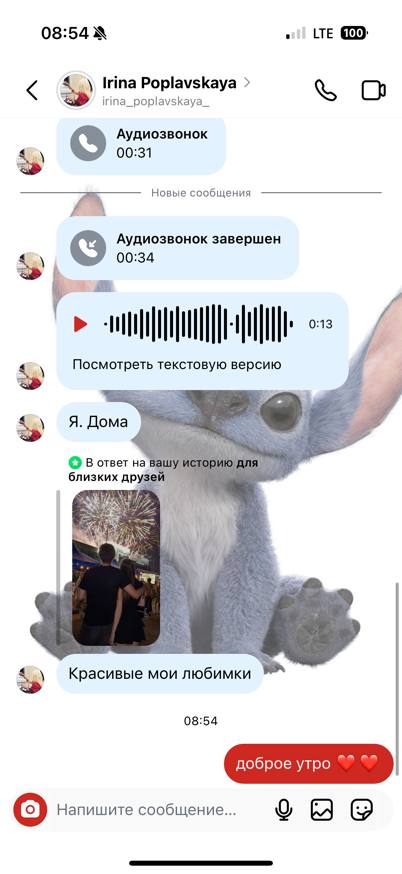 08:54
LTE 100
Irina Poplavskaya
irina_poplavskaya_
Аудиозвонок
00:31
Новые сообщения
Аудиозвонок завершен
00:34
0:13
Посмотреть текстовую версию
Я. Дома
В ответ на вашу историю для
близких друзей
Красивые мои любимки
08:54
доброе утро ❤️ ❤️
Напишите сообщение...